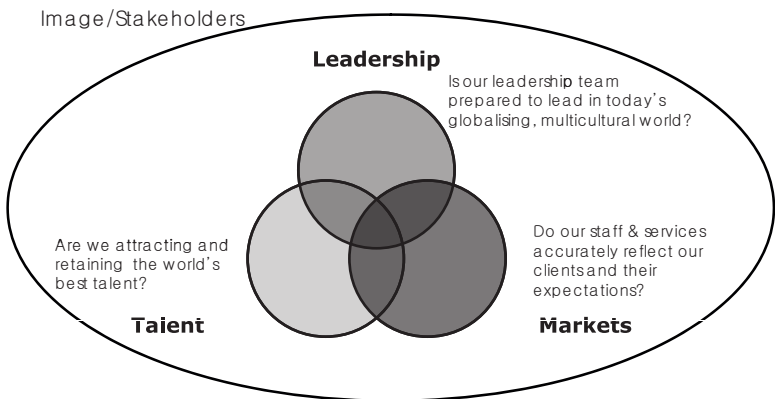 Image/Stakeholders
Leadership
Is our leadership team
prepared to lead in today's
globalising, multicultural world?
Are we attracting and
retaining the world's
best talent?
Talent
Do our staff & services
accurately reflect our
clients and their
expectations?
Markets